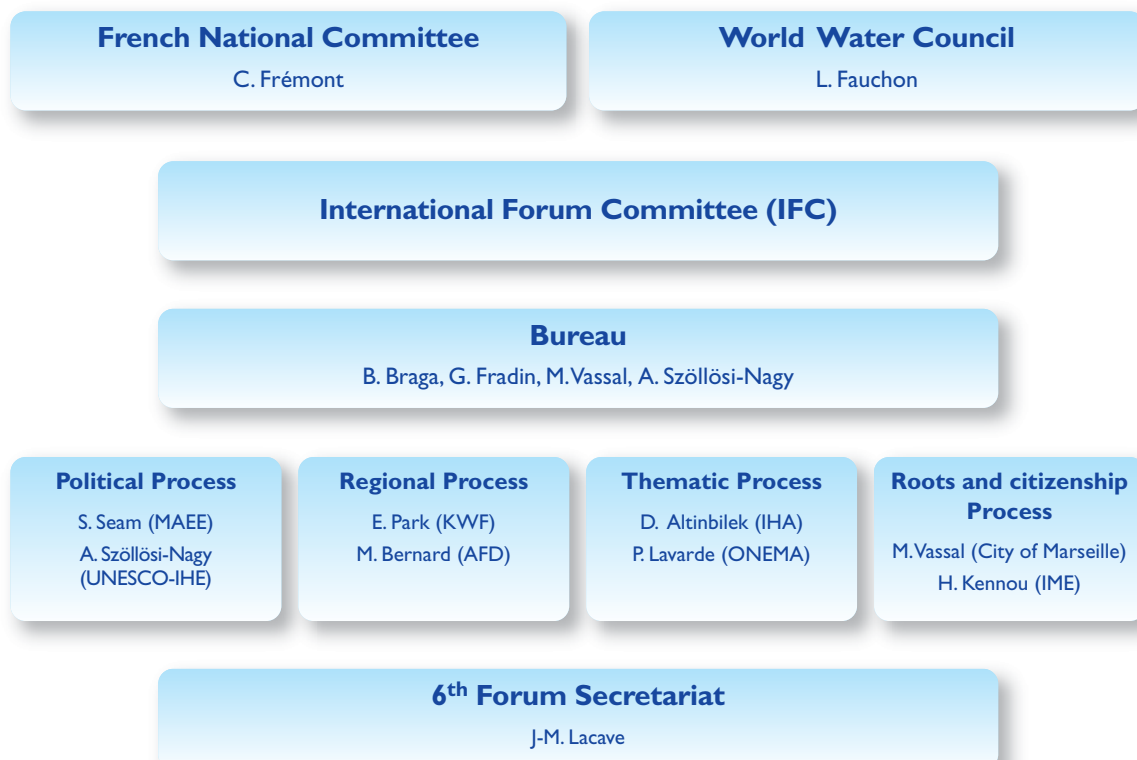 French National Committee
C. Frémont
World Water Council
L. Fauchon
International Forum Committee (IFC)
Bureau
B. Braga, G. Fradin, M. Vassal, A. Szöllösi-Nagy
Political Process
S. Seam (MAEE)
A. Szöllösi-Nagy
(UNESCO-IHE)
Regional Process
E. Park (KWF)
M. Bernard (AFD)
Thematic Process
D. Altinbilek (IHA)
P. Lavarde (ONEMA)
Roots and citizenship
Process
M. Vassal (City of Marseille)
H. Kennou (IME)
6th Forum Secretariat
J-M. Lacave